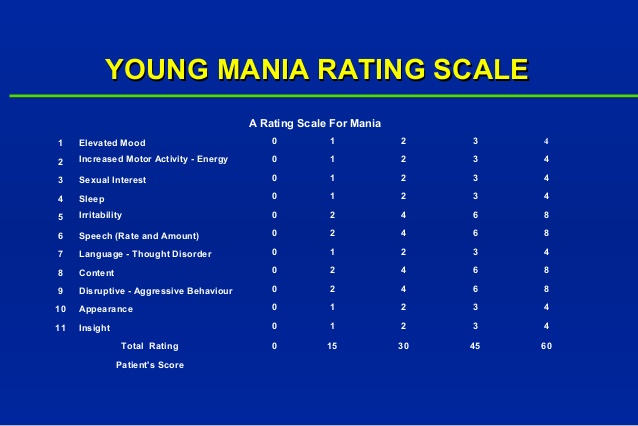 YOUNG MANIA RATING SCALE
A Rating Scale For Mania
1 Elevated Mood 0 1 2 3 4
2 Increased Motor Activity - Energy 0 1 2 3 4
3 Sexual Interest 0 1 2 3 4
4 Sleep 0 1 2 3 4
5 Irritability 0 2 4 6 8
6 Speech (Rate and Amount) 0 2 4 6 8
7 Language - Thought Disorder 0 1 2 3 4
8 Content 0 2 4 6 8
9 Disruptive - Aggressive Behaviour 0 2 4 6 8
10 Appearance 0 1 2 3 4
11 Insight 0 1 2 3 4
Total Rating 0 15 30 45 60
Patient's Score